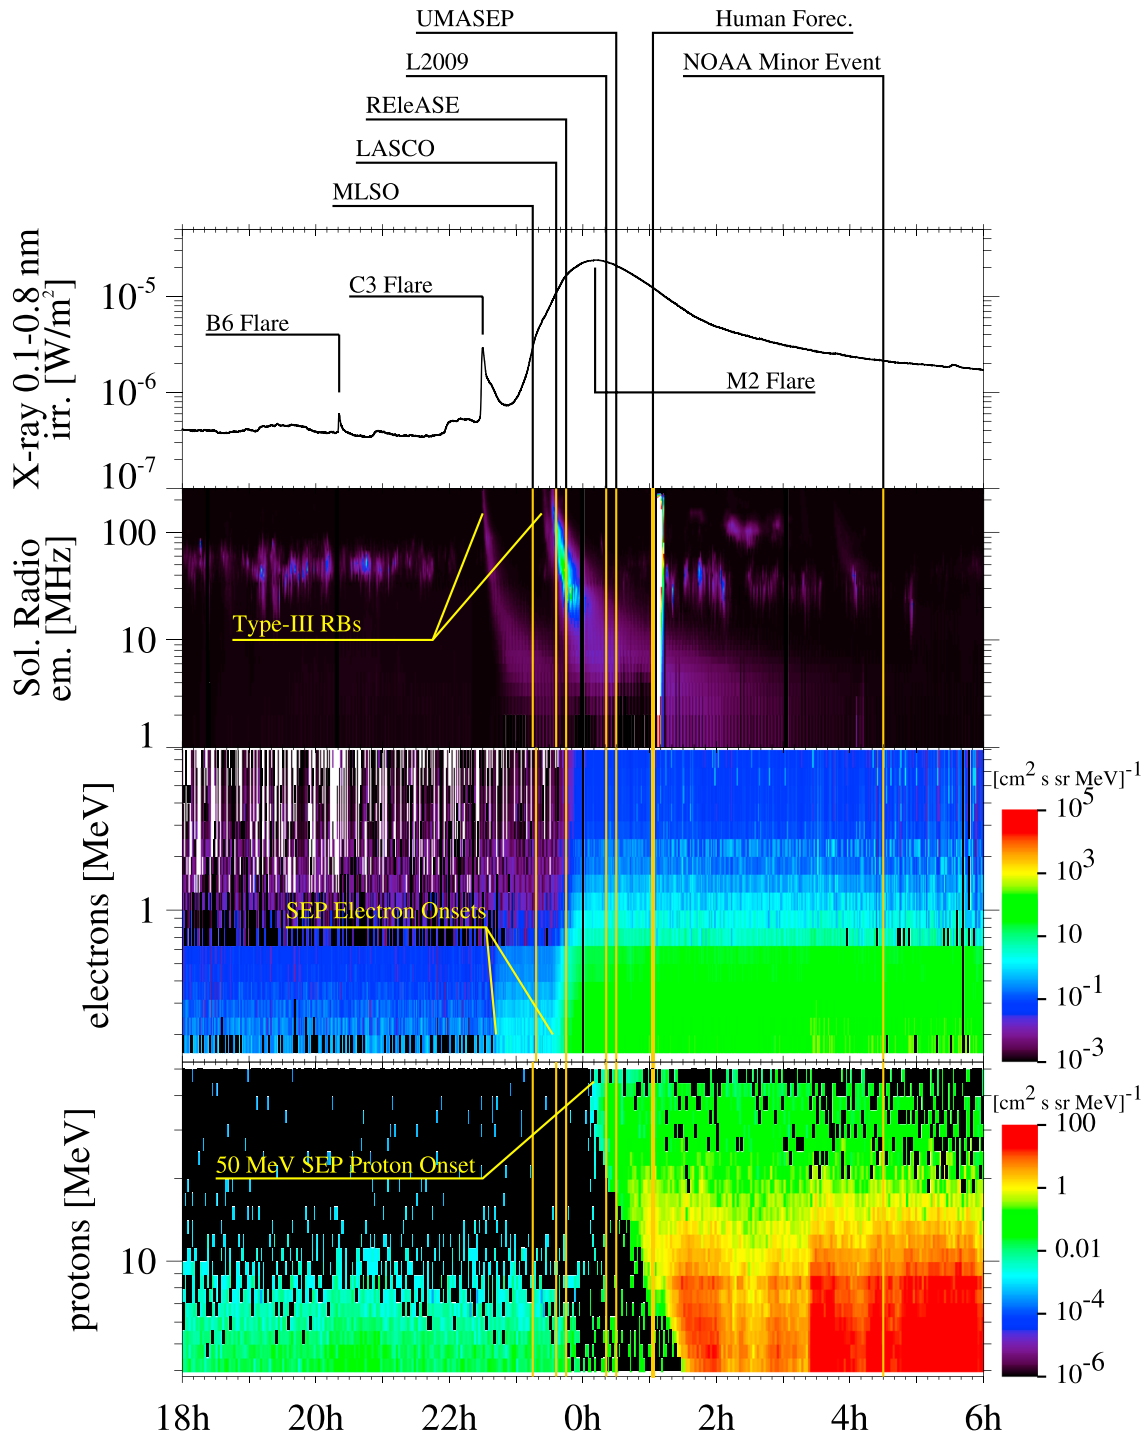 UMASEP
Human Forec.
L2009
NOAA Minor Event
REleASE
LASCO
MLSO
X-ray 0.1-0.8 nm
irr. [W/m²]
10⁻⁵
10⁻⁶
10⁻⁷
B6 Flare
C3 Flare
M2 Flare
Sol. Radio
em. [MHz]
100
10
1
Type-III RBs
electrons [MeV]
1
SEP Electron Onsets
[cm² s sr MeV]⁻¹
10⁵
10³
10
10⁻¹
10⁻³
protons [MeV]
10
50 MeV SEP Proton Onset
[cm² s sr MeV]⁻¹
100
1
0.01
10⁻⁴
10⁻⁶
18h 20h 22h 0h 2h 4h 6h